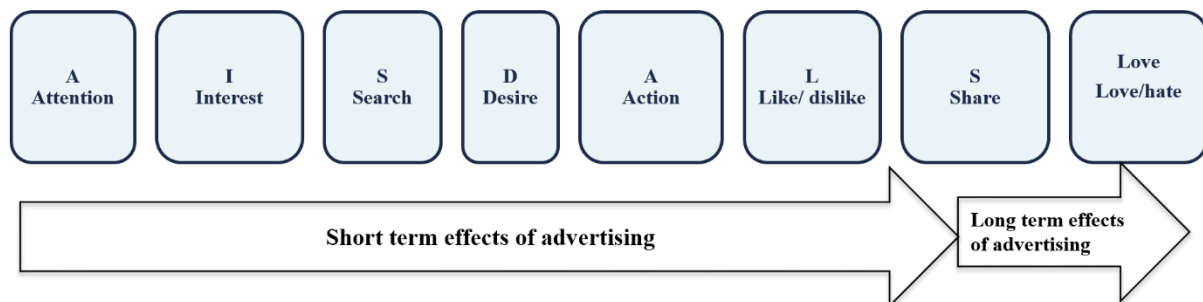 A
Attention
I
Interest
S
Search
D
Desire
A
Action
L
Like/ dislike
S
Share
Love
Love/hate
Short term effects of advertising
Long term effects
of advertising